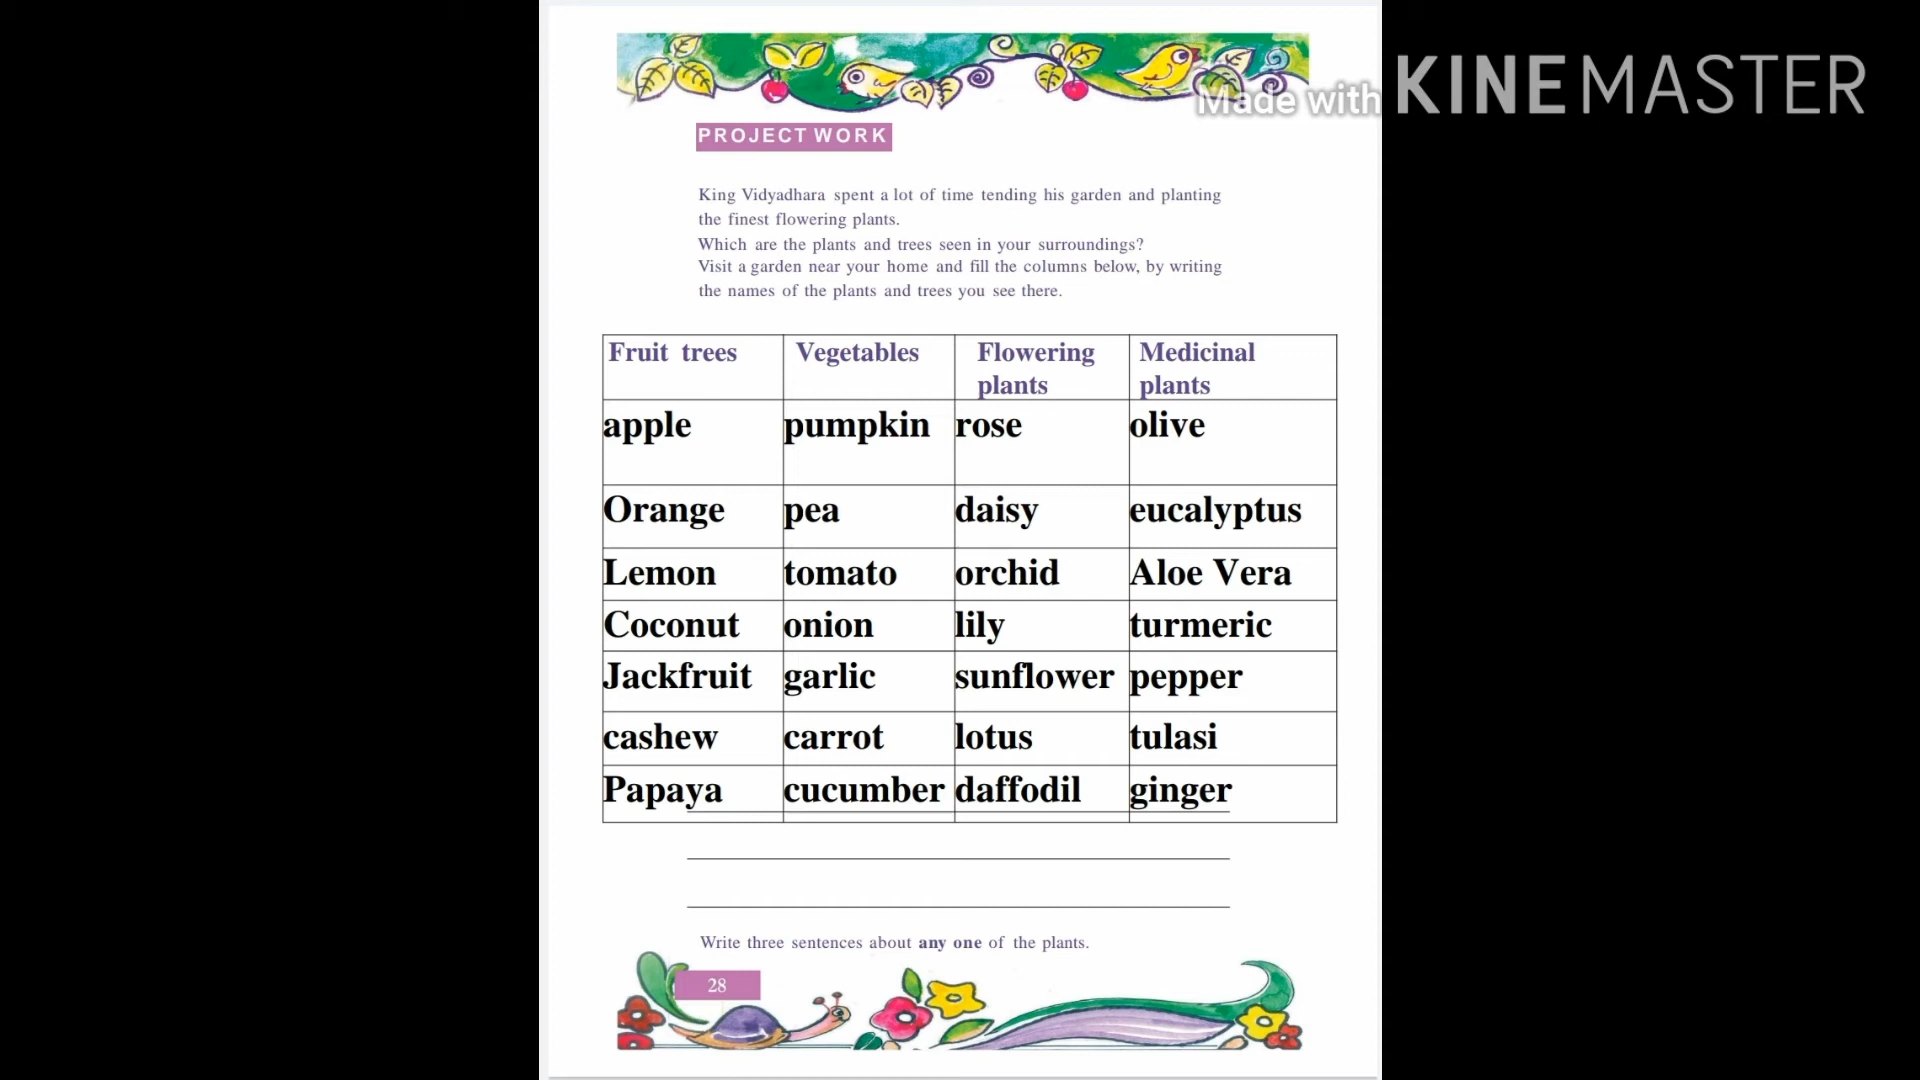 Made with KINEMASTER
PROJECT WORK
King Vidyadhara spent a lot of time tending his garden and planting
the finest flowering plants.
Which are the plants and trees seen in your surroundings?
Visit a garden near your home and fill the columns below, by writing
the names of the plants and trees you see there.
Fruit trees Vegetables Flowering plants Medicinal plants
apple pumpkin rose olive
Orange pea daisy eucalyptus
Lemon tomato orchid Aloe Vera
Coconut onion lily turmeric
Jackfruit garlic sunflower pepper
cashew carrot lotus tulasi
Papaya cucumber daffodil ginger
Write three sentences about any one of the plants.
28